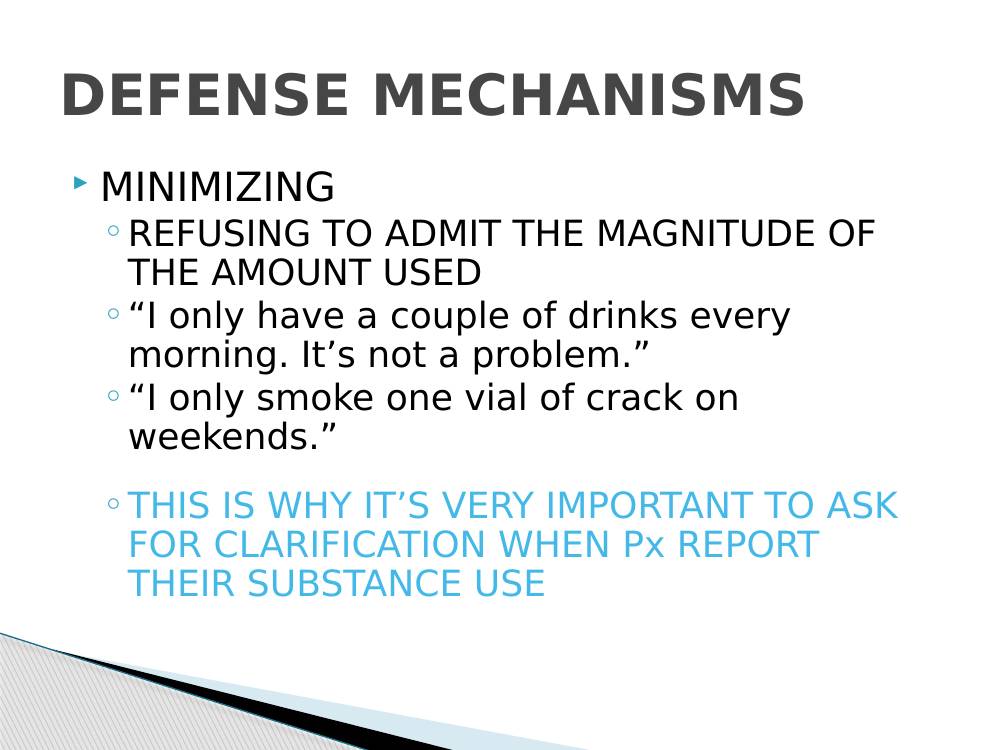 DEFENSE MECHANISMS
MINIMIZING
REFUSING TO ADMIT THE MAGNITUDE OF
THE AMOUNT USED
“I only have a couple of drinks every
morning. It’s not a problem.”
“I only smoke one vial of crack on
weekends.”
THIS IS WHY IT’S VERY IMPORTANT TO ASK
FOR CLARIFICATION WHEN Px REPORT
THEIR SUBSTANCE USE